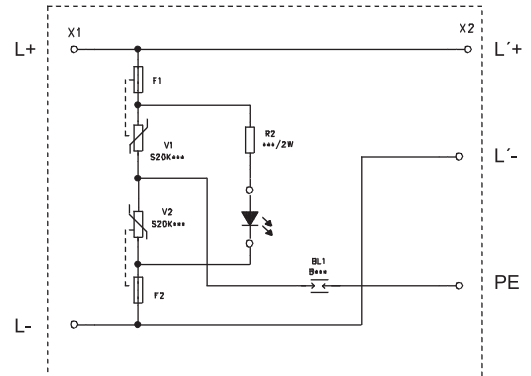 X1
X2
L+
L´+
F1
R2
***/2W
V1
S20K***
L´-
V2
S20K***
BL1
B***
PE
F2
L-